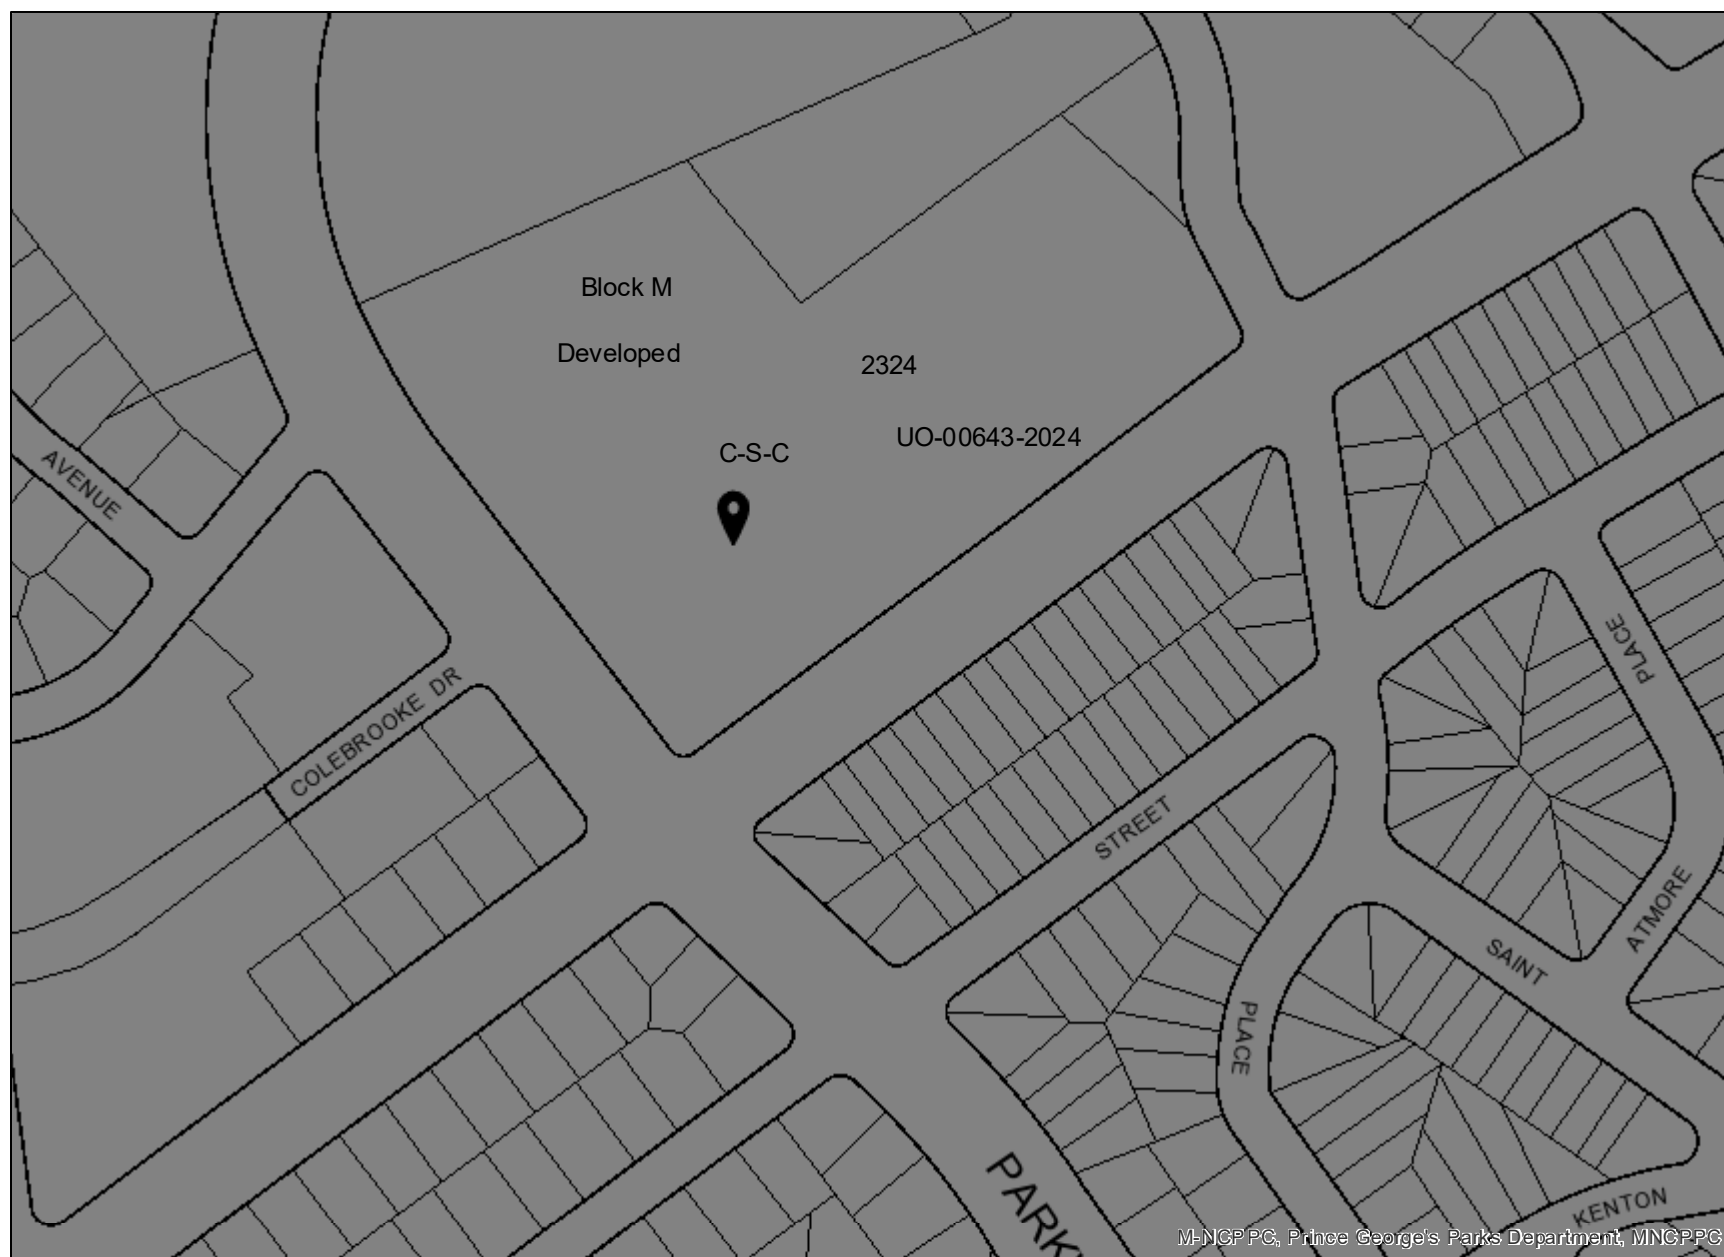 Block M
Developed
2324
UO-00643-2024
C-S-C
AVENUE
PLACE
COLEBROOKE DR
STREET
ATMORE
SAINT
PLACE
PARK
KENTON
M-NCPPC, Prince George's Parks Department, MNCPPC